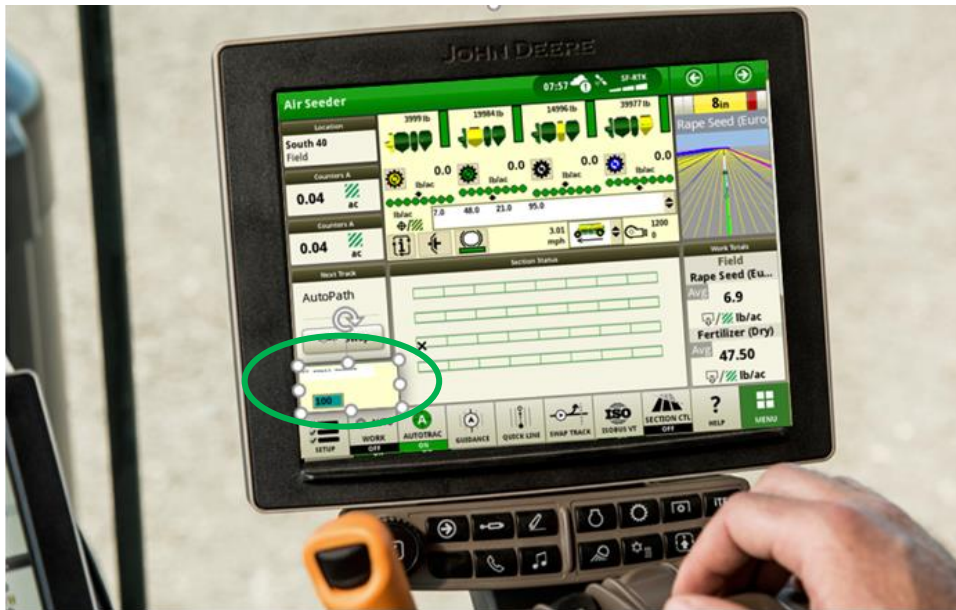 JOHN DEERE
Air Seeder
07:57
SF-RTK
Location
South 40
Field
Counters A
0.04
ac
Counters A
0.04
ac
Next Track
AutoPath
100
3999 lb
19984 lb
14996 lb
39977 lb
0.0
lb/ac
0.0
lb/ac
0.0
lb/ac
0.0
lb/ac
lb/ac
7.0 48.0 21.0 95.0
3.01
mph
1200
0
Section Status
8in
Rape Seed (Euro
Work Totals
Field
Rape Seed (Eu...
Avg
6.9
lb/ac
Fertilizer (Dry)
Avg
47.50
lb/ac
SETUP
WORK
OFF
A
AUTOTRAC
ON
A
GUIDANCE
QUICK LINE
SWAP TRACK
ISO
ISOBUS VT
SECTION CTL
OFF
?
HELP
MENU